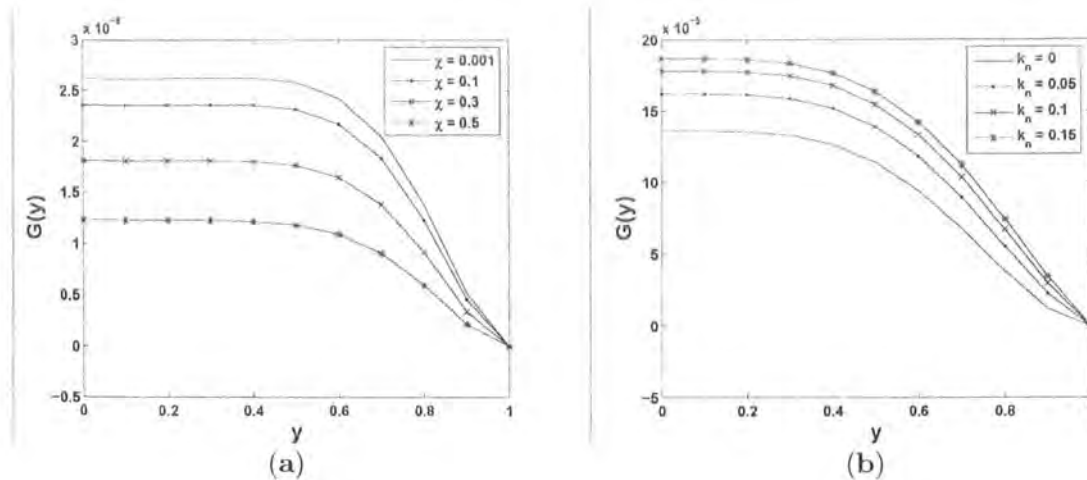 x 10⁻⁸
3
2.5
2
1.5
1
0.5
0
−0.5
G(y)
χ = 0.001
χ = 0.1
χ = 0.3
χ = 0.5
0 0.2 0.4 0.6 0.8 1
y
(a)
x 10⁻⁵
20
15
10
5
0
−5
G(y)
kₙ = 0
kₙ = 0.05
kₙ = 0.1
kₙ = 0.15
0 0.2 0.4 0.6 0.8
y
(b)